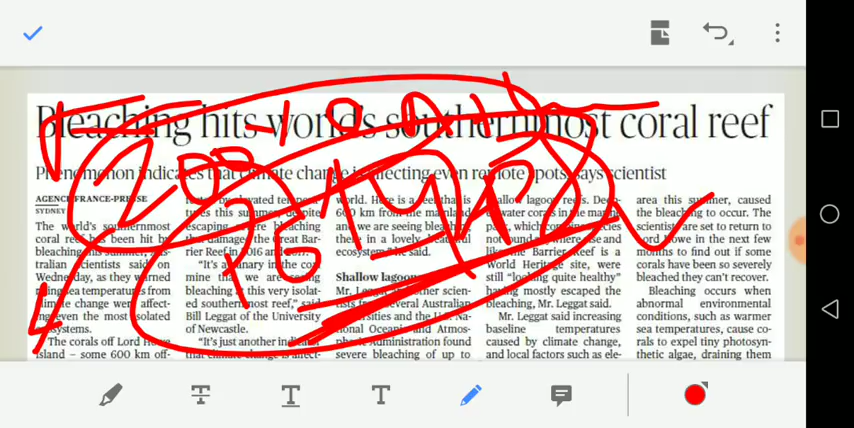 Bleaching hits world's southernmost coral reef
Phenomenon indicates that climate change is affecting even remote spots, says scientist
AGENCE FRANCE-PRESSE
SYDNEY
The world's southernmost
coral reef has been hit by
bleaching this summer, Aus-
tralian scientists said on
Wednesday, as they warned
rising sea temperatures from
climate change were affect-
ing even the most isolated
ecosystems.
The corals off Lord Howe
Island – some 600 km off-
by elevated
tures this summer, despite
escaping severe bleaching
that damaged the Great Bar-
rier Reef in 2016 and 2017.
"It's a canary in the coal
mine that we are seeing
bleaching at this very isolat-
ed southernmost reef," said
Bill Leggat of the University
of Newcastle.
"It's just another indicator
that climate change is affect-
world. Here is a reef that is
600 km from the mainland
and we are seeing bleaching
there in a lovely, beautiful
ecosystem," he said.
Shallow lagoon
Mr. Leggat and other scien-
tists from several Australian
universities and the U.S. Na-
tional Oceanic and Atmos-
pheric Administration found
severe bleaching of up to
shallow lagoon reefs. Deep-
water corals in the marine
park, which contain species
not found elsewhere and
like the Barrier Reef is a
World Heritage site, were
still "looking quite healthy"
having mostly escaped the
bleaching, Mr. Leggat said.
Mr. Leggat said increasing
baseline temperatures
caused by climate change,
and local factors such as ele-
area this summer, caused
the bleaching to occur. The
scientists are set to return to
Lord Howe in the next few
months to find out if some
corals have been so severely
bleached they can't recover.
Bleaching occurs when
abnormal environmental
conditions, such as warmer
sea temperatures, cause co-
rals to expel tiny photosyn-
thetic algae, draining them
T T T